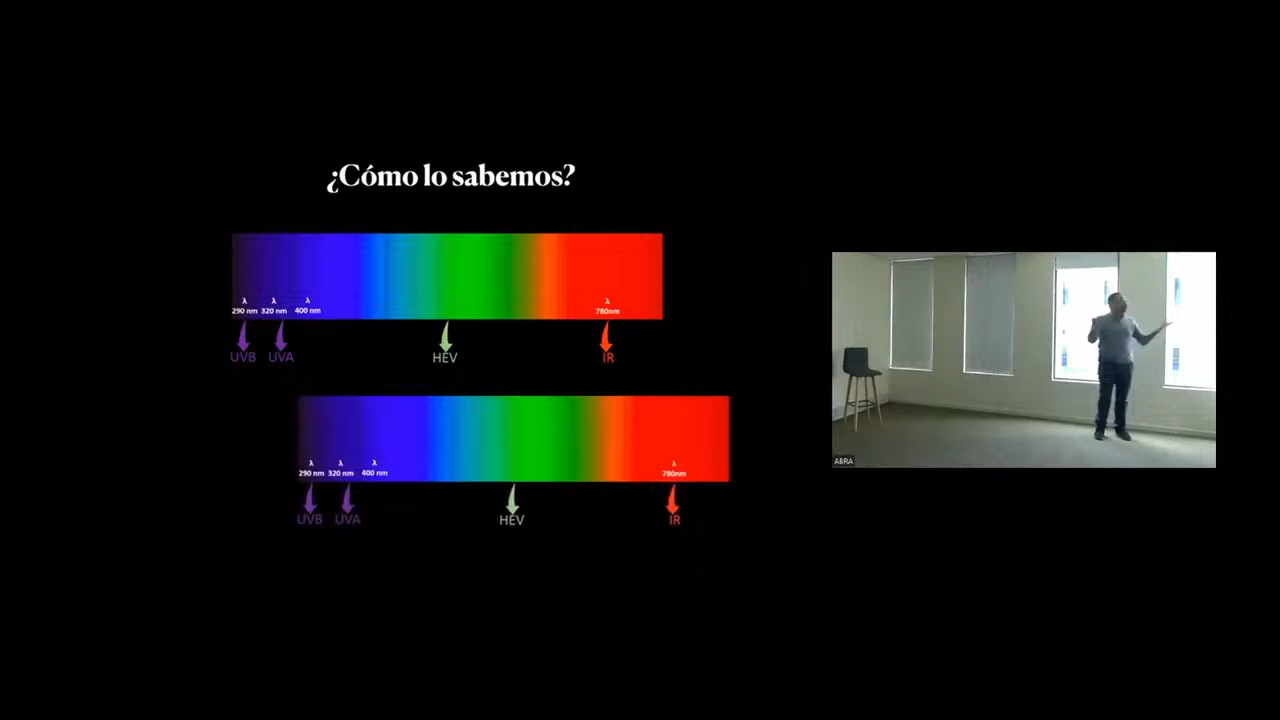 ¿Cómo lo sabemos?
λ λ λ λ
290 nm 320 nm 400 nm 780nm
UVB UVA HEV IR
λ λ λ λ
290 nm 320 nm 400 nm 780nm
UVB UVA HEV IR
ABRA